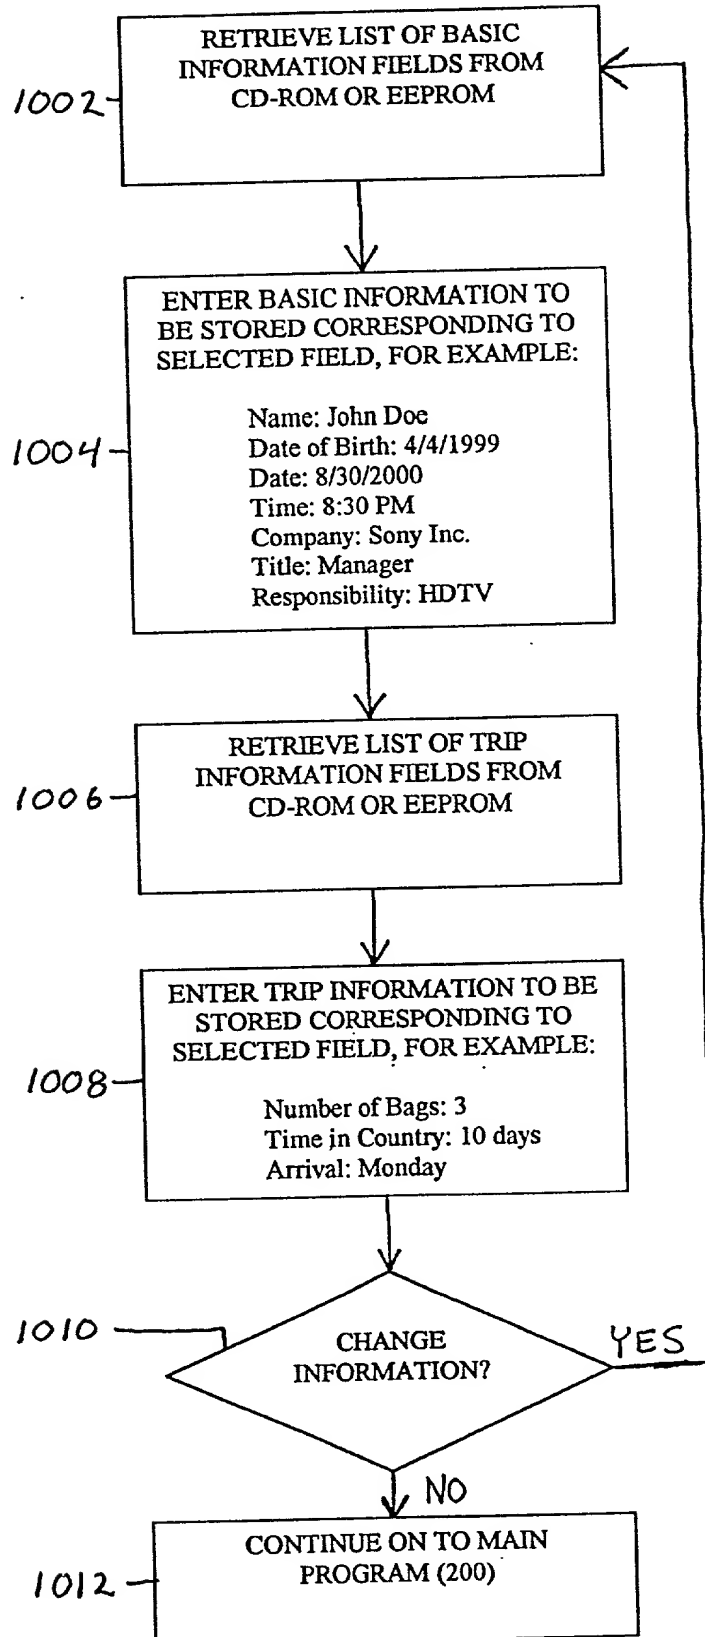 RETRIEVE LIST OF BASIC
INFORMATION FIELDS FROM
CD-ROM OR EEPROM
1002
ENTER BASIC INFORMATION TO
BE STORED CORRESPONDING TO
SELECTED FIELD, FOR EXAMPLE:
Name: John Doe
Date of Birth: 4/4/1999
Date: 8/30/2000
Time: 8:30 PM
Company: Sony Inc.
Title: Manager
Responsibility: HDTV
1004
RETRIEVE LIST OF TRIP
INFORMATION FIELDS FROM
CD-ROM OR EEPROM
1006
ENTER TRIP INFORMATION TO BE
STORED CORRESPONDING TO
SELECTED FIELD, FOR EXAMPLE:
Number of Bags: 3
Time in Country: 10 days
Arrival: Monday
1008
1010
CHANGE
INFORMATION?
YES
NO
CONTINUE ON TO MAIN
PROGRAM (200)
1012